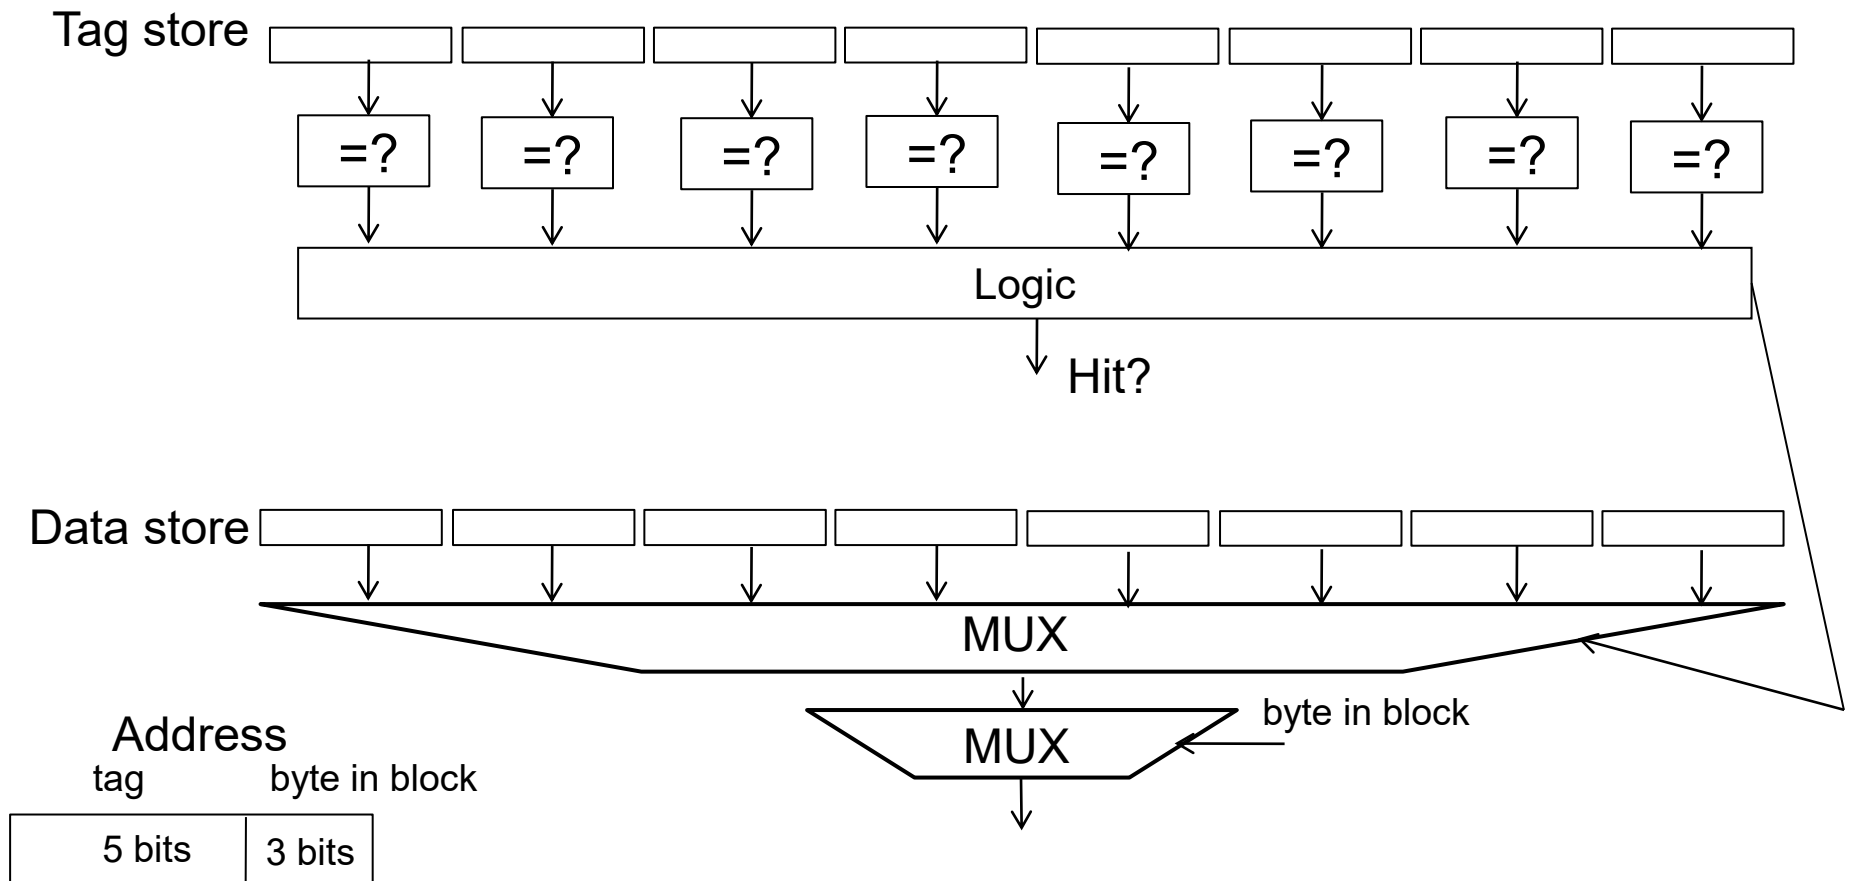 Tag store
=? =? =? =? =? =? =? =?
Logic
Hit?
Data store
MUX
byte in block
MUX
Address
tag byte in block
5 bits 3 bits